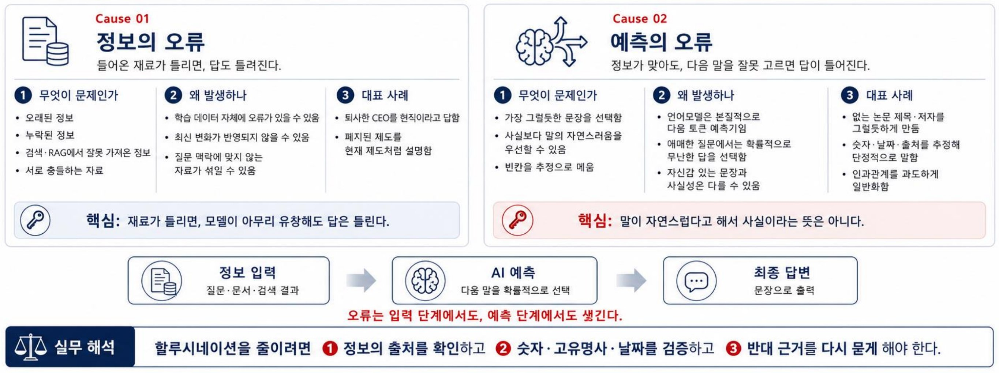 Cause 01
정보의 오류
들어온 재료가 틀리면, 답도 틀려진다.
1 무엇이 문제인가
• 오래된 정보
• 누락된 정보
• 검색·RAG에서 잘못 가져온 정보
• 서로 충들하는 자료
2 왜 발생하나
• 학습 데이터 자체에 오류가 있을 수 있움
• 최신 변화가 반영되지 않을 수 있움
• 질문 맥락에 맞지 않는
자료가 섞일 수 있움
3 대표 사례
• 퇴사한 CEO를 현직이라고 답함
• 폐지된 제도를
현재 제도처럼 설명함
핵심: 재료가 틀리면, 모델이 아무리 유창해도 답은 틀린다.
Cause 02
예측의 오류
정보가 맞아도, 다음 말을 잘못 고르면 답이 틀어진다.
1 무엇이 문제인가
• 가장 그럴듯한 문장을 선택함
• 사실보다 말의 자연스러움을
우선할 수 있음
• 빈칸을 추정으로 메움
2 왜 발생하나
• 언어모델은 본질적으로
다움 토큰 예측기임
• 애매한 질문에서는 확률적으로
무난한 답을 선택함
• 자신감 있는 문장과
사실성온 다를 수 있움
3 대표 사례
• 없는 논문 제목·저자를
그럴듯하게 만듦
• 숫자·날짜·출처를 추정해
단정적으로 말함
• 인과관계를 과도하게
일반화함
핵심: 말이 자연스럽다고 해서 사실이라는 뜻은 아니다.
정보 입력
질문·문서·검색 결과
AI 예측
다움 말을 확률적으로 선택
최종 답변
문장으로 출력
오류는 입력 단계에서도, 예측 단계에서도 생긴다.
실무 해석
할루시네이션을 줄이려면 1 정보의 출처를 확인하고 2 숫자·고유명사·날짜를 검증하고 3 반대 근거를 다시 묻게 해야 한다.